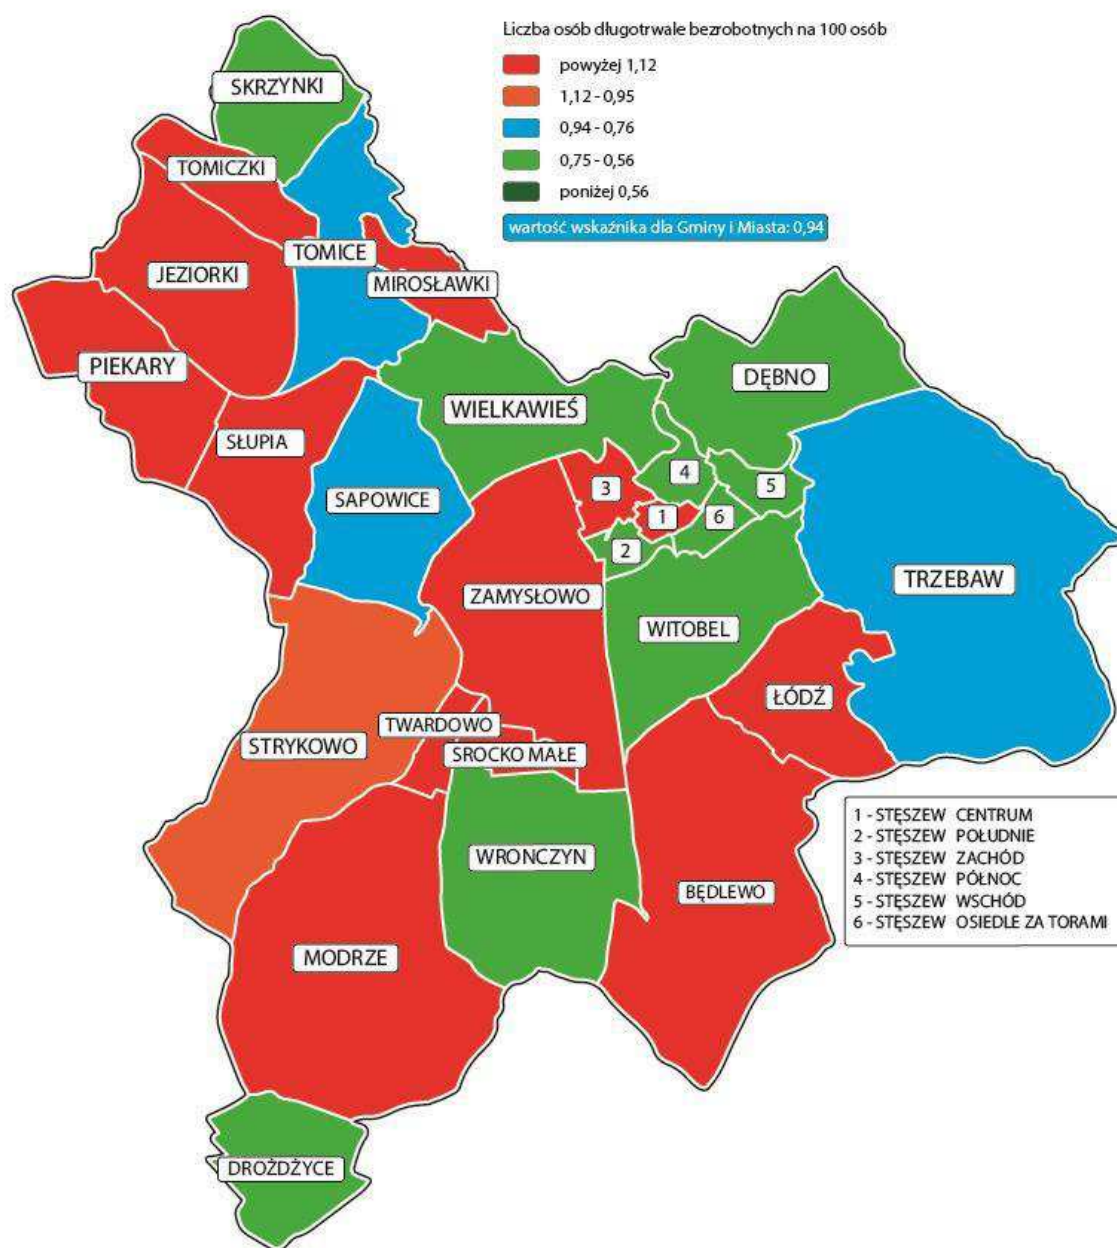 Liczba osób długotrwale bezrobotnych na 100 osób
powyżej 1,12
1,12 - 0,95
0,94 - 0,76
0,75 - 0,56
poniżej 0,56
wartość wskaźnika dla Gminy i Miasta: 0,94
SKRZYNKI
TOMICZKI
TOMICE
JEZIORKI
MIROSŁAWKI
PIEKARY
DĘBNO
WIELKAWIEŚ
SŁUPIA
4
5
3
SAPOWICE
1
6
2
TRZEBAW
ZAMYSŁOWO
WITOBEL
ŁÓDŹ
TWARDOWO
STRYKOWO
SROCKO MAŁE
1 - STĘSZEW CENTRUM
2 - STĘSZEW POŁUDNIE
3 - STĘSZEW ZACHÓD
4 - STĘSZEW PÓŁNOC
5 - STĘSZEW WSCHÓD
6 - STĘSZEW OSIEDLE ZA TORAMI
WRONCZYN
BĘDLEWO
MODRZE
DROŻDŻYCE